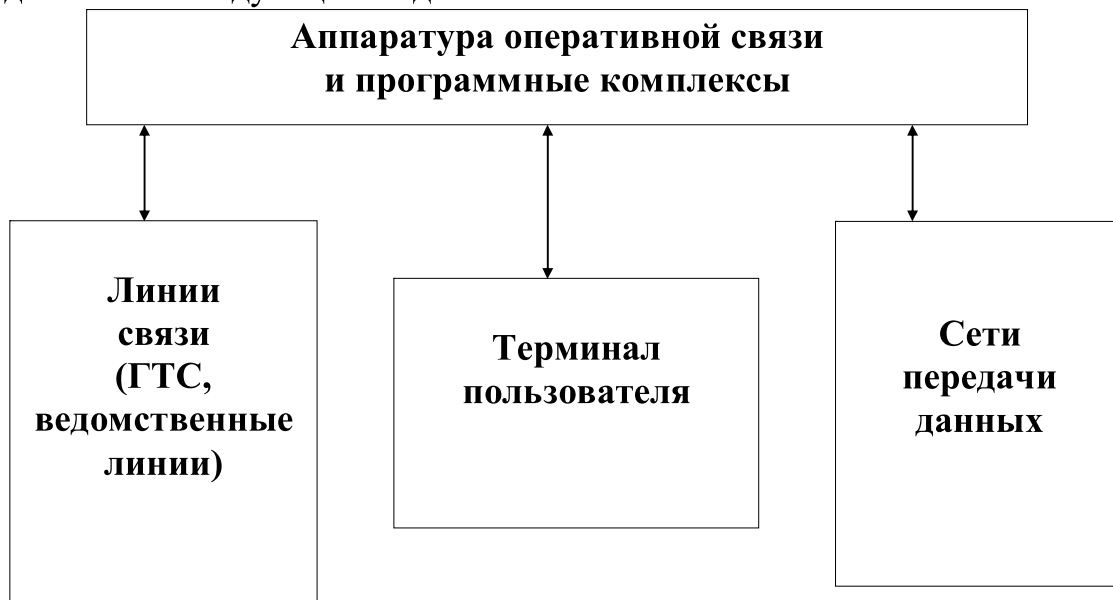 Аппаратура оперативной связи
и программные комплексы
Линии
связи
(ГТС,
ведомственные
линии)
Терминал
пользователя
Сети
передачи
данных